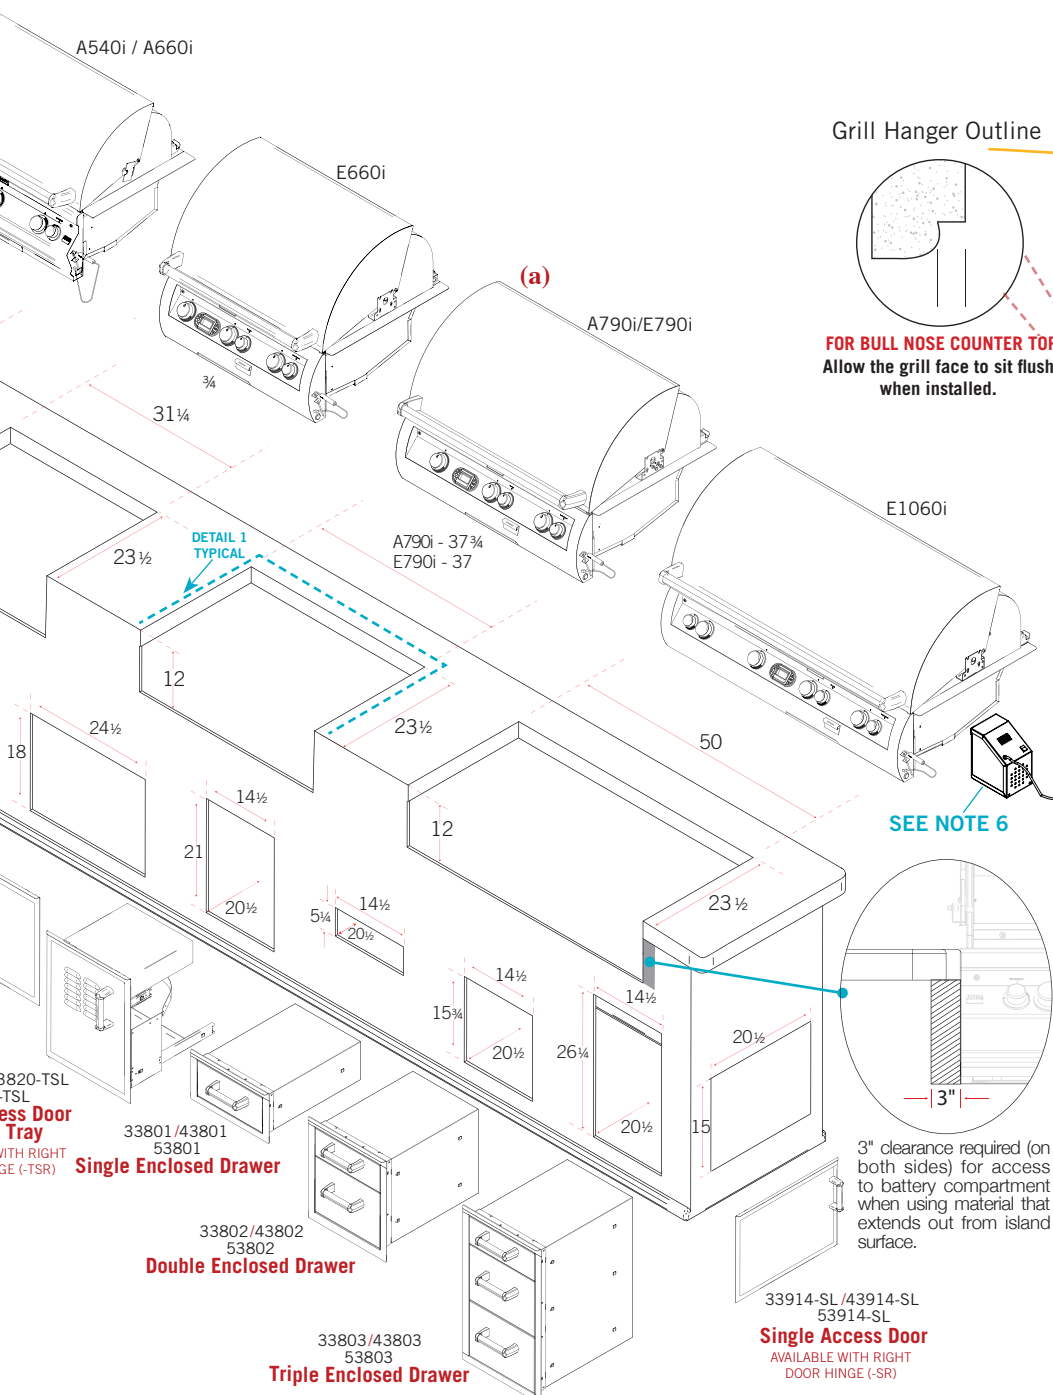 A540i / A660i
Grill Hanger Outline
E660i
(a)
A790i/E790i
FOR BULL NOSE COUNTER TOP
Allow the grill face to sit flush
when installed.
¾
31¼
E1060i
DETAIL 1
TYPICAL
A790i - 37¾
E790i - 37
23½
12
23½
24½
18
50
14½
SEE NOTE 6
12
21
23½
20½
14½
5¼
20½
14½
14½
15¾
20½
20½
26¼
3"
20½
15
3820-TSL
-TSL
ess Door
Tray
WITH RIGHT
GE (-TSR)
33801/43801
53801
Single Enclosed Drawer
3" clearance required (on
both sides) for access
to battery compartment
when using material that
extends out from island
surface.
33802/43802
53802
Double Enclosed Drawer
33914-SL/43914-SL
53914-SL
Single Access Door
AVAILABLE WITH RIGHT
DOOR HINGE (-SR)
33803/43803
53803
Triple Enclosed Drawer